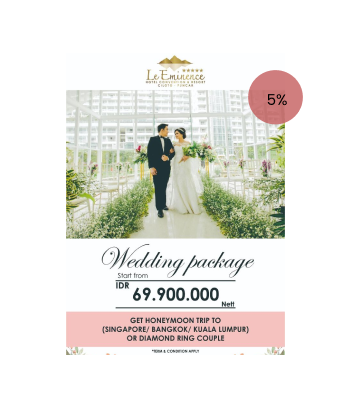 Le Eminence
HOTEL CONVENTION & RESORT
CILOTO - PUNCAK
5%
Wedding package
Start from
IDR
69.900.000
Nett
GET HONEYMOON TRIP TO
(SINGAPORE/ BANGKOK/ KUALA LUMPUR)
OR DIAMOND RING COUPLE
*TERM & CONDITION APPLY